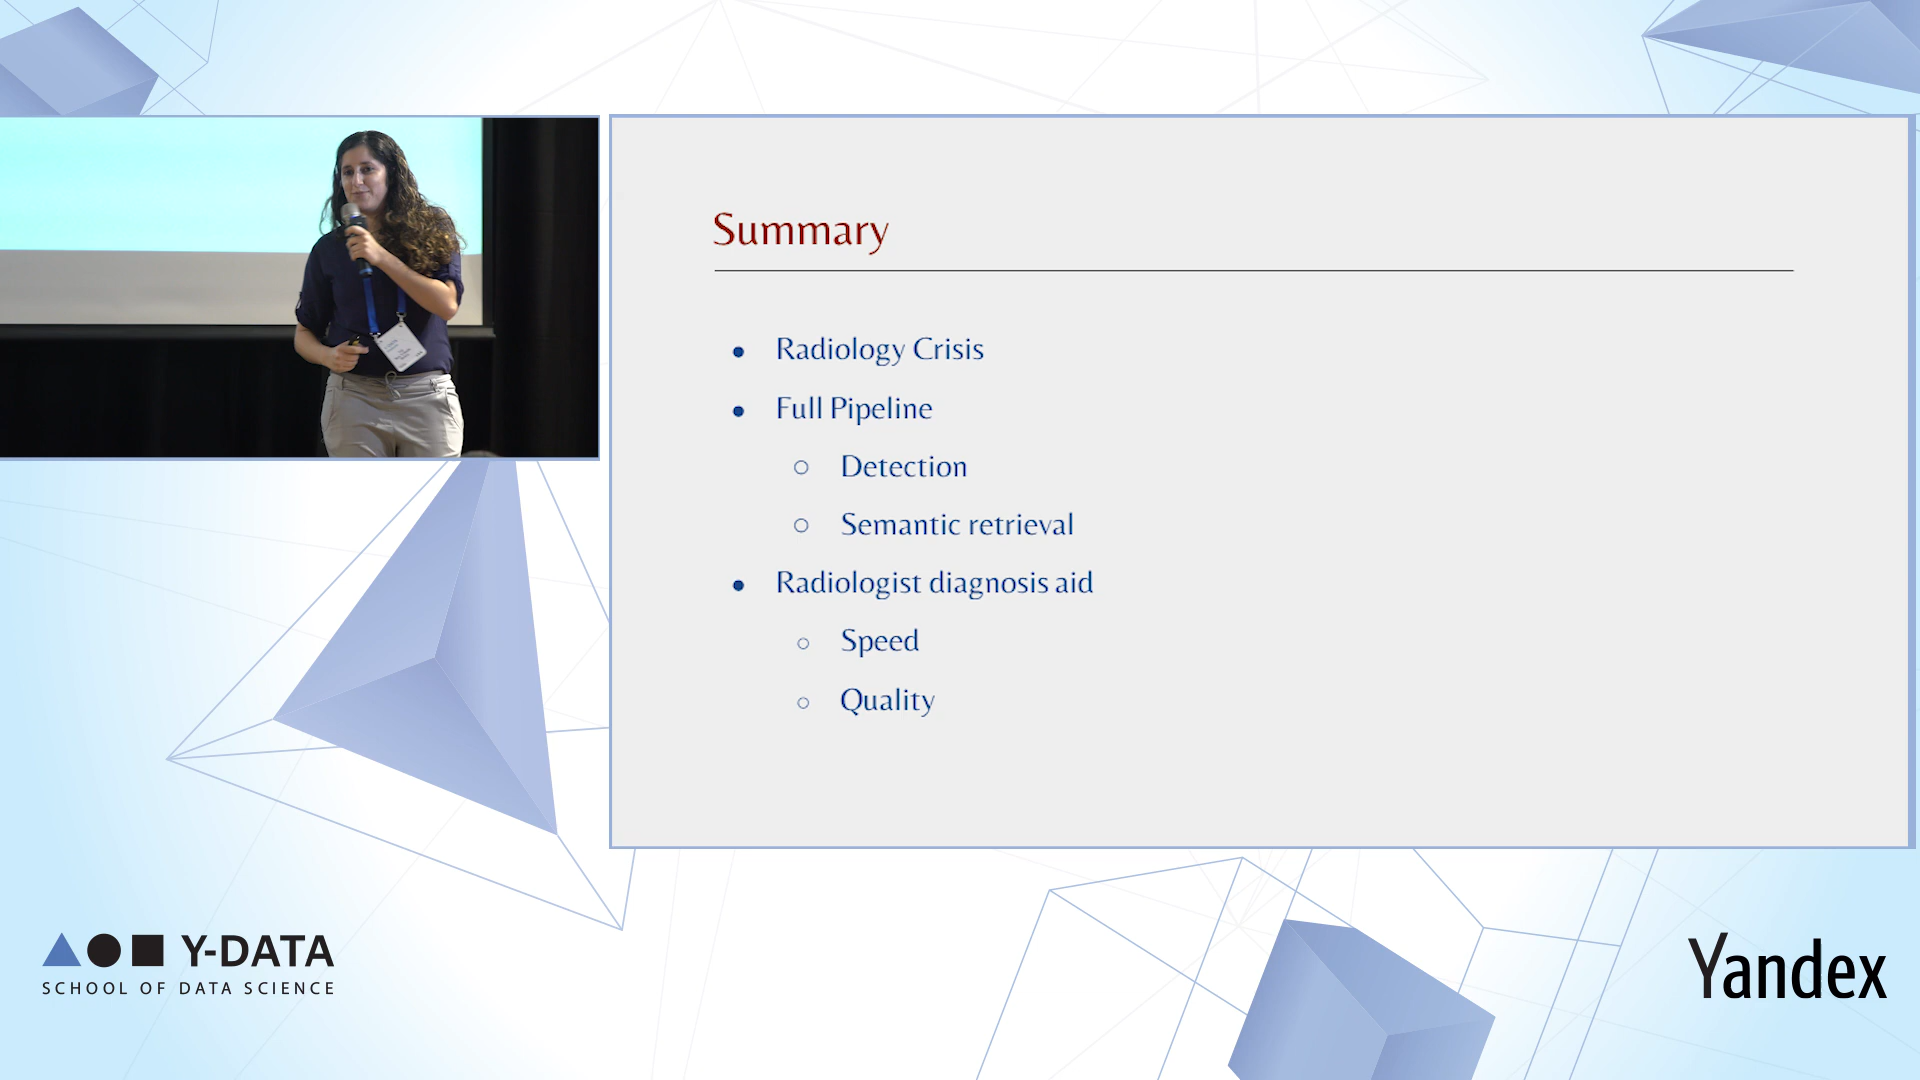 Summary
Radiology Crisis
Full Pipeline
Detection
Semantic retrieval
Radiologist diagnosis aid
Speed
Quality
Y-DATA
SCHOOL OF DATA SCIENCE
Yandex